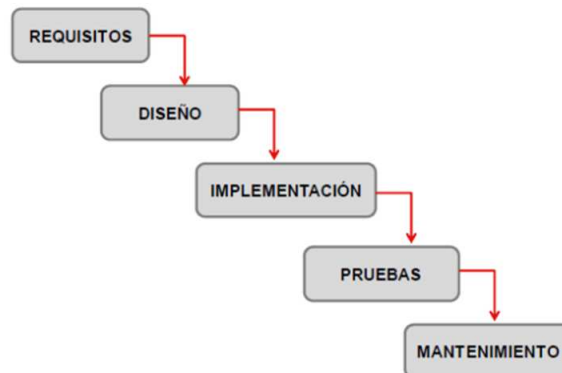 REQUISITOS
DISEÑO
IMPLEMENTACIÓN
PRUEBAS
MANTENIMIENTO